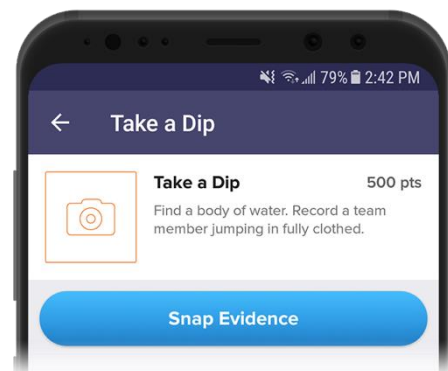 79% 2:42 PM
Take a Dip
Take a Dip 500 pts
Find a body of water. Record a team
member jumping in fully clothed.
Snap Evidence